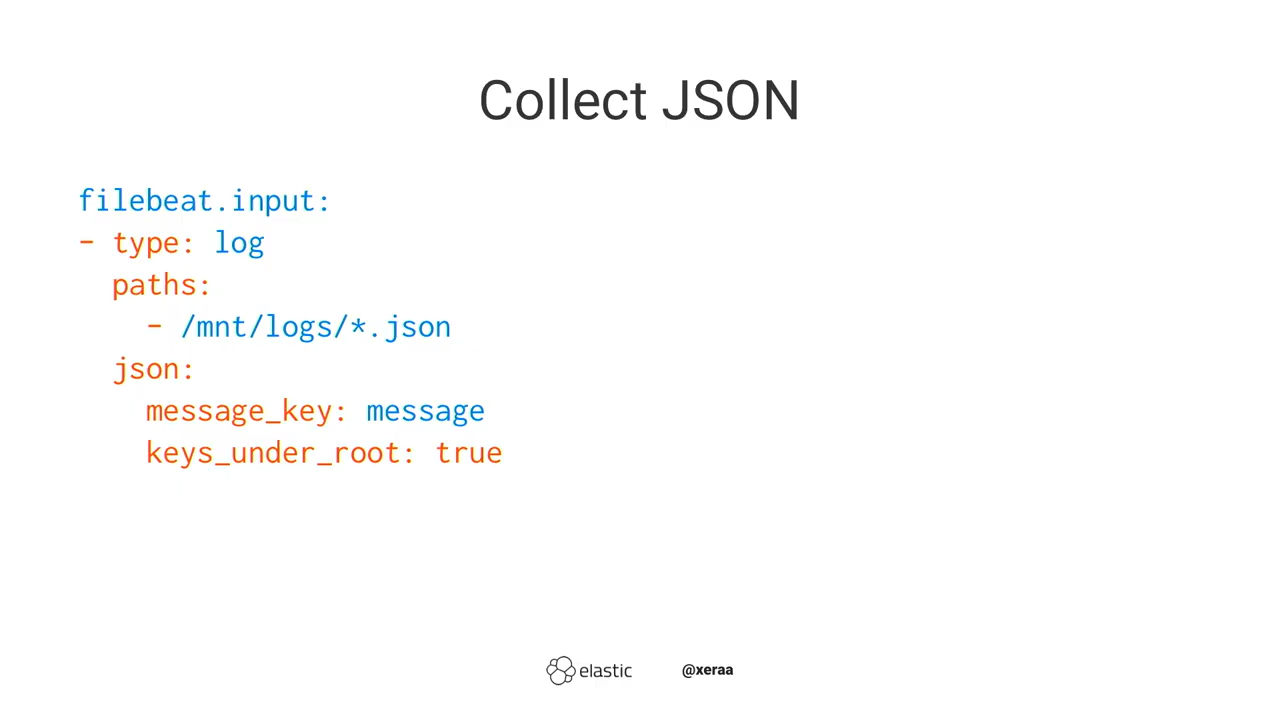 Collect JSON
filebeat.input:
- type: log
  paths:
    - /mnt/logs/*.json
  json:
    message_key: message
    keys_under_root: true
elastic
@xeraa